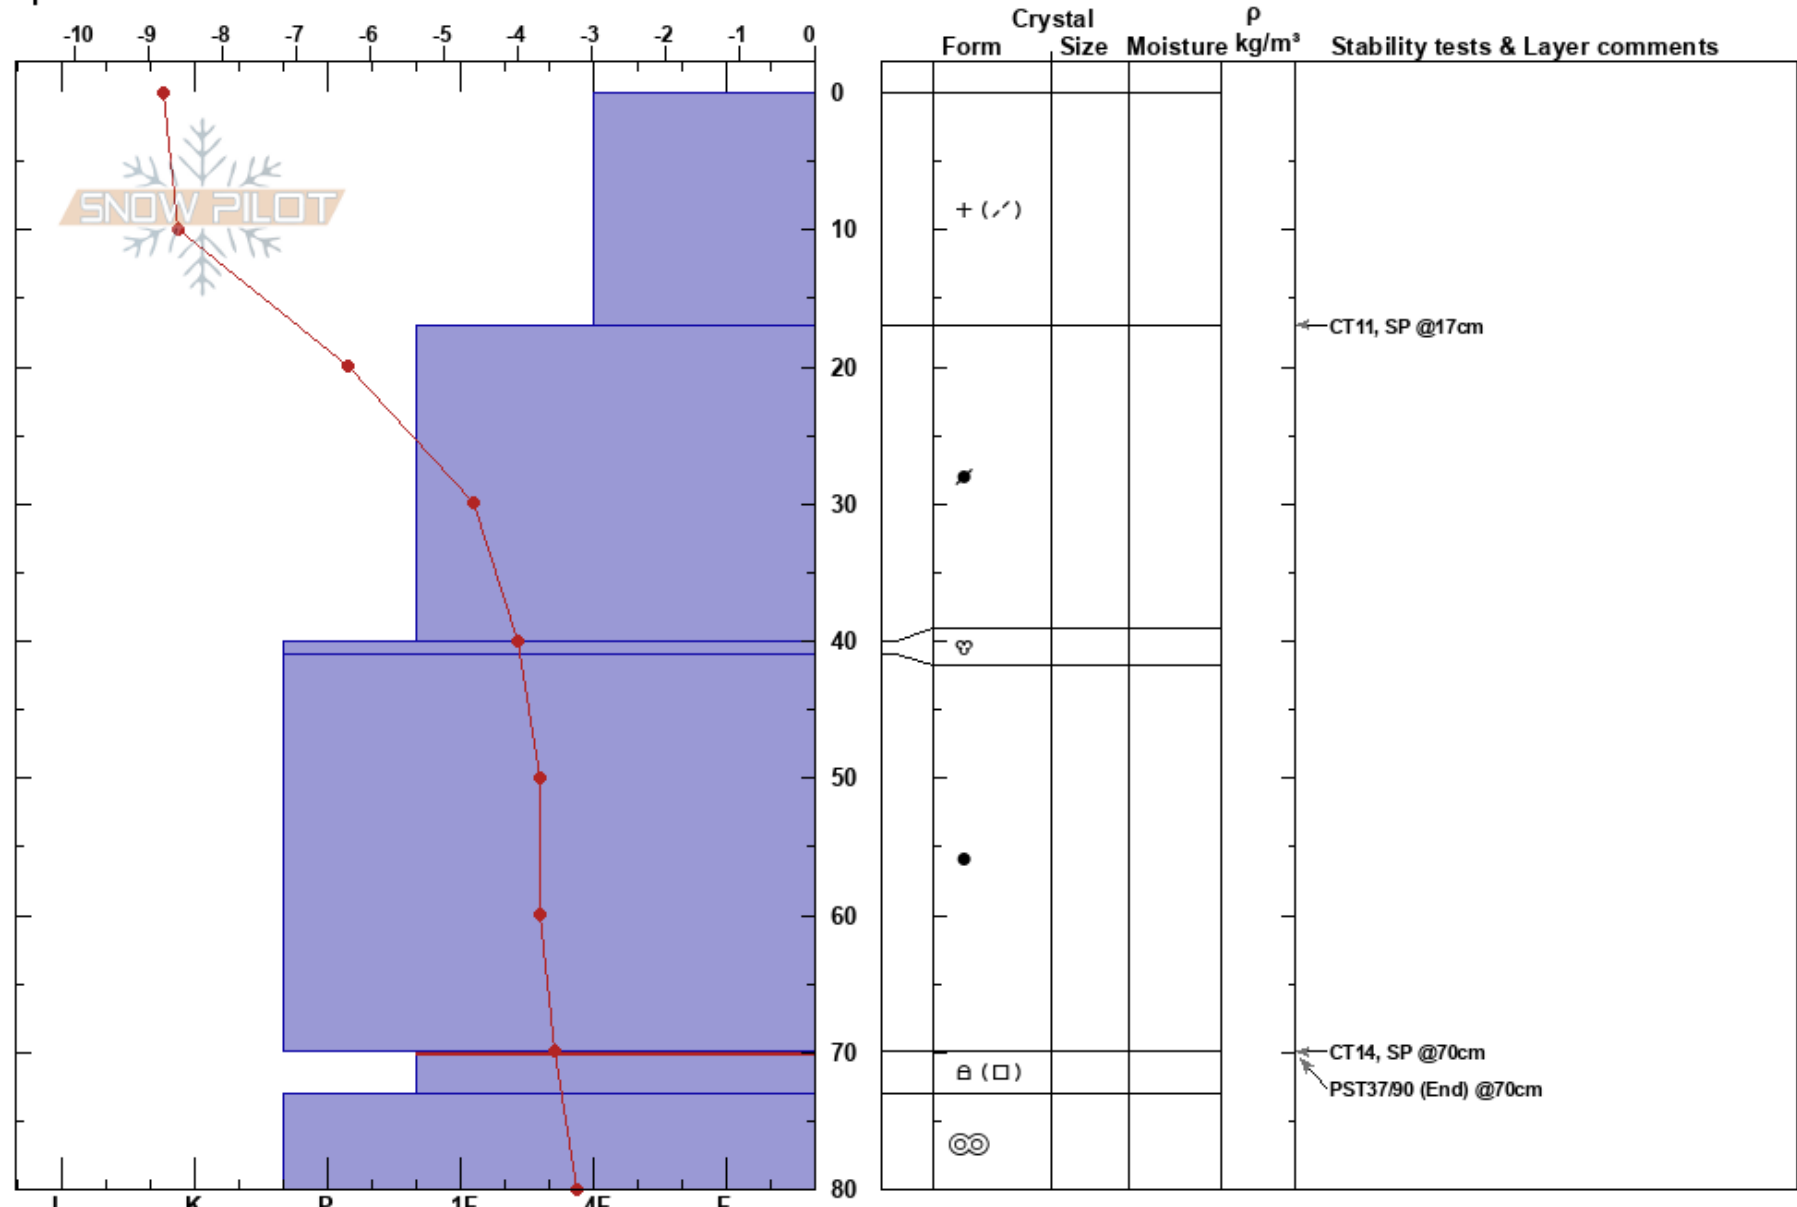 Crystal
ρ
-10 -9 -8 -7 -6 -5 -4 -3 -2 -1 0
Form Size Moisture kg/m³ Stability tests & Layer comments
0
SNOW PILOT
10
CT11, SP @17cm
20
30
40
50
60
70
CT14, SP @70cm
PST37/90 (End) @70cm
80
K 1F 4F F